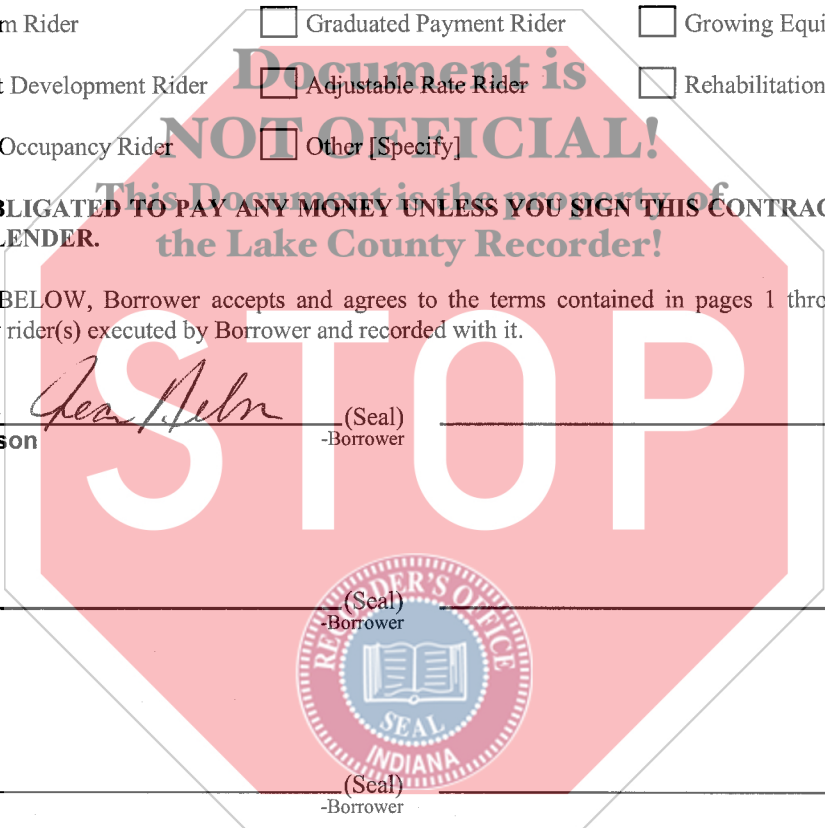 m Rider Graduated Payment Rider Growing Equi
Document is
t Development Rider Adjustable Rate Rider Rehabilitation
NOT OFFICIAL!
Occupancy Rider Other [Specify]
This Document is the property of
BLIGATED TO PAY ANY MONEY UNLESS YOU SIGN THIS CONTRAC
LENDER.
the Lake County Recorder!
BELOW, Borrower accepts and agrees to the terms contained in pages 1 thro
rider(s) executed by Borrower and recorded with it.
STOP
(Seal)
son -Borrower
(Seal)
-Borrower
RECORDER'S OFFICE
SEAL
INDIANA
(Seal)
-Borrower